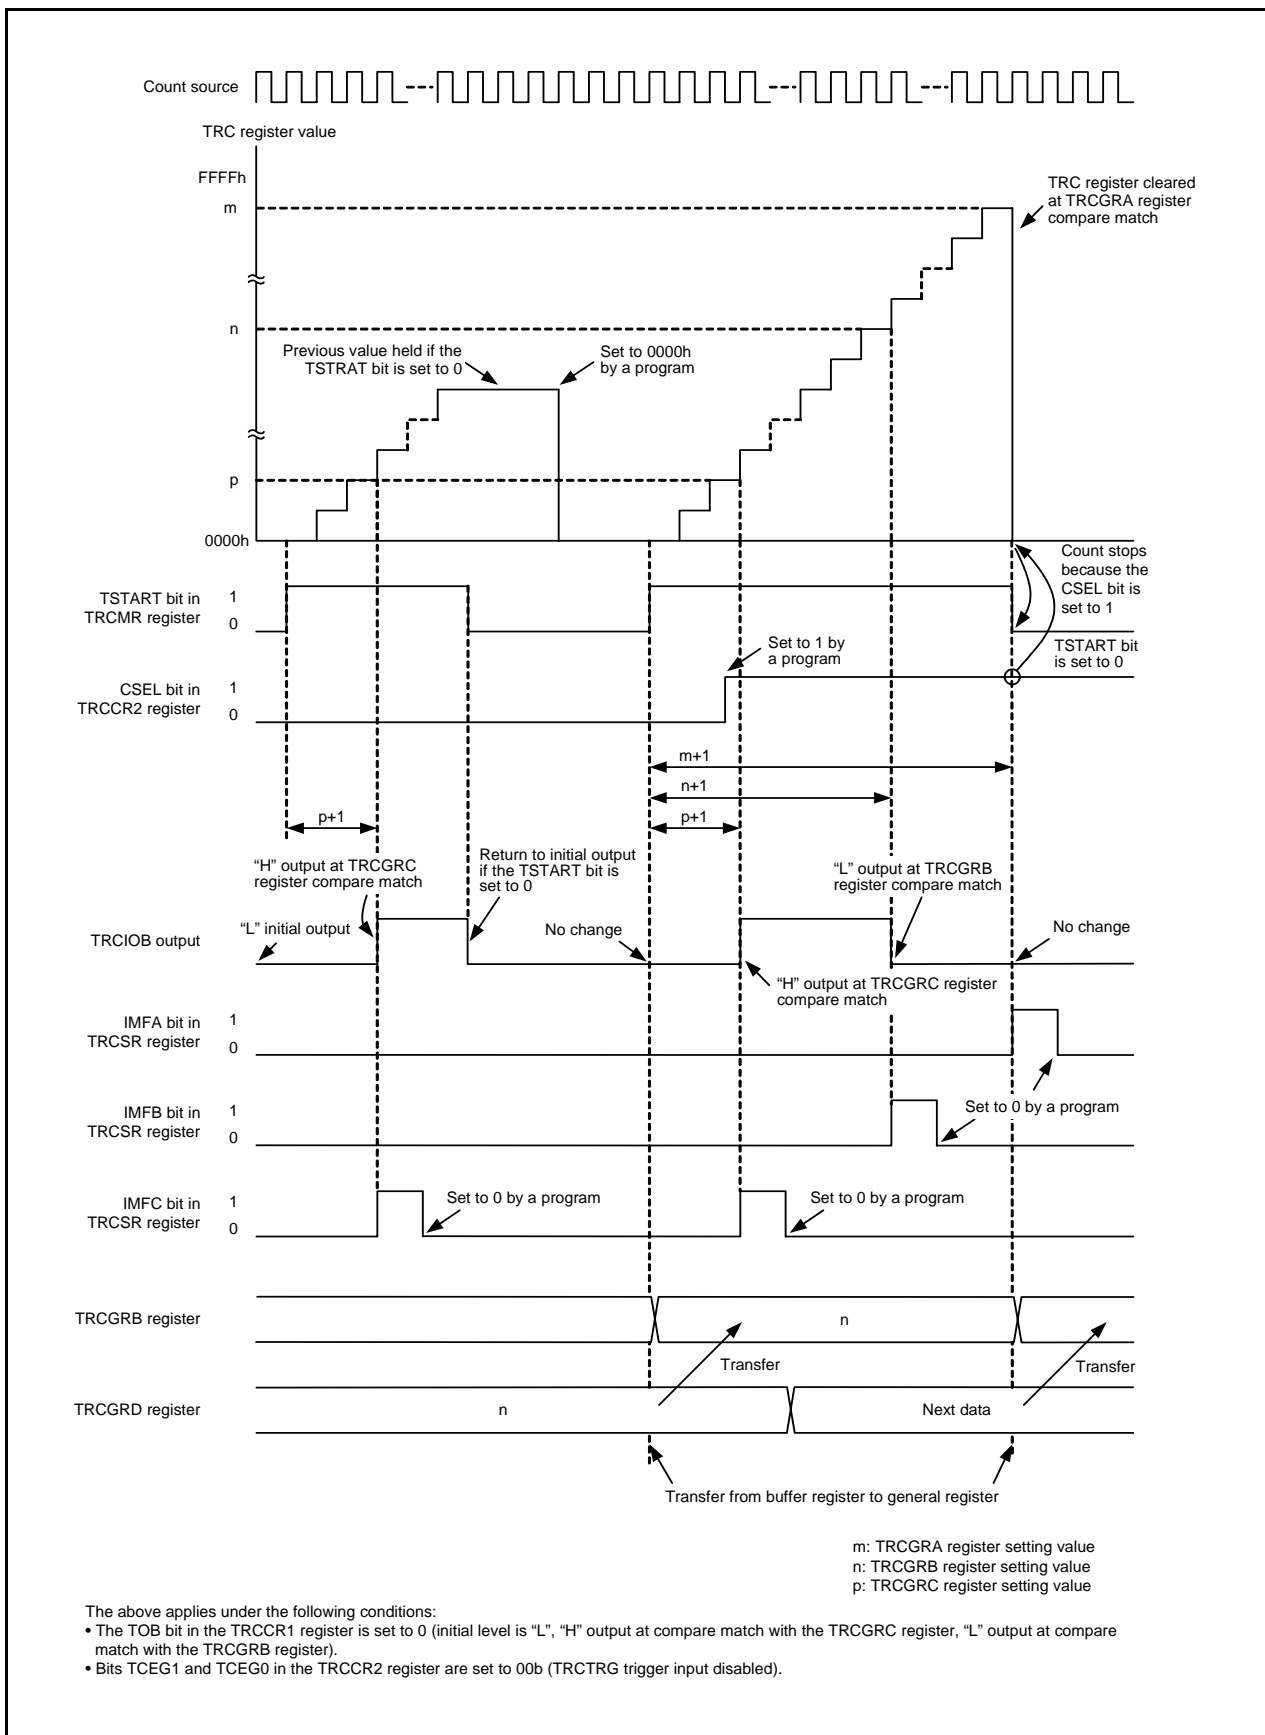 Count source
TRC register value
FFFFh
m
TRC register cleared
at TRCGRA register
compare match
n
Previous value held if the
TSTRAT bit is set to 0
Set to 0000h
by a program
p
0000h
Count stops
because the
CSEL bit is
set to 1
TSTART bit in
TRCMR register
1
0
TSTART bit
is set to 0
Set to 1 by
a program
CSEL bit in
TRCCR2 register
1
0
m+1
n+1
p+1
p+1
"H" output at TRCGRC
register compare match
Return to initial output
if the TSTART bit is
set to 0
"L" output at TRCGRB
register compare match
"L" initial output
No change
No change
TRCIOB output
"H" output at TRCGRC register
compare match
IMFA bit in
TRCSR register
1
0
IMFB bit in
TRCSR register
1
0
Set to 0 by a program
IMFC bit in
TRCSR register
1
0
Set to 0 by a program
Set to 0 by a program
TRCGRB register
n
Transfer
Transfer
TRCGRD register
n
Next data
Transfer from buffer register to general register
m: TRCGRA register setting value
n: TRCGRB register setting value
p: TRCGRC register setting value
The above applies under the following conditions:
• The TOB bit in the TRCCR1 register is set to 0 (initial level is "L", "H" output at compare match with the TRCGRC register, "L" output at compare
match with the TRCGRB register).
• Bits TCEG1 and TCEG0 in the TRCCR2 register are set to 00b (TRCTRG trigger input disabled).